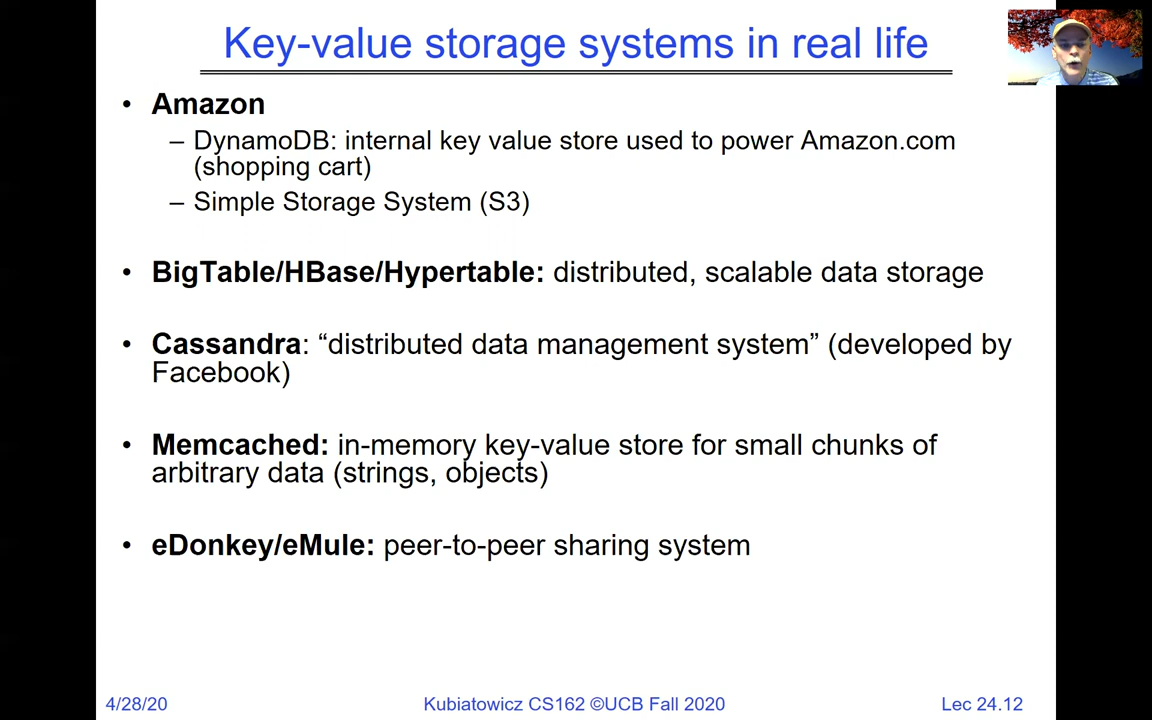 Key-value storage systems in real life
• Amazon
– DynamoDB: internal key value store used to power Amazon.com
(shopping cart)
– Simple Storage System (S3)
• BigTable/HBase/Hypertable: distributed, scalable data storage
• Cassandra: “distributed data management system” (developed by
Facebook)
• Memcached: in-memory key-value store for small chunks of
arbitrary data (strings, objects)
• eDonkey/eMule: peer-to-peer sharing system
4/28/20
Kubiatowicz CS162 ©UCB Fall 2020
Lec 24.12